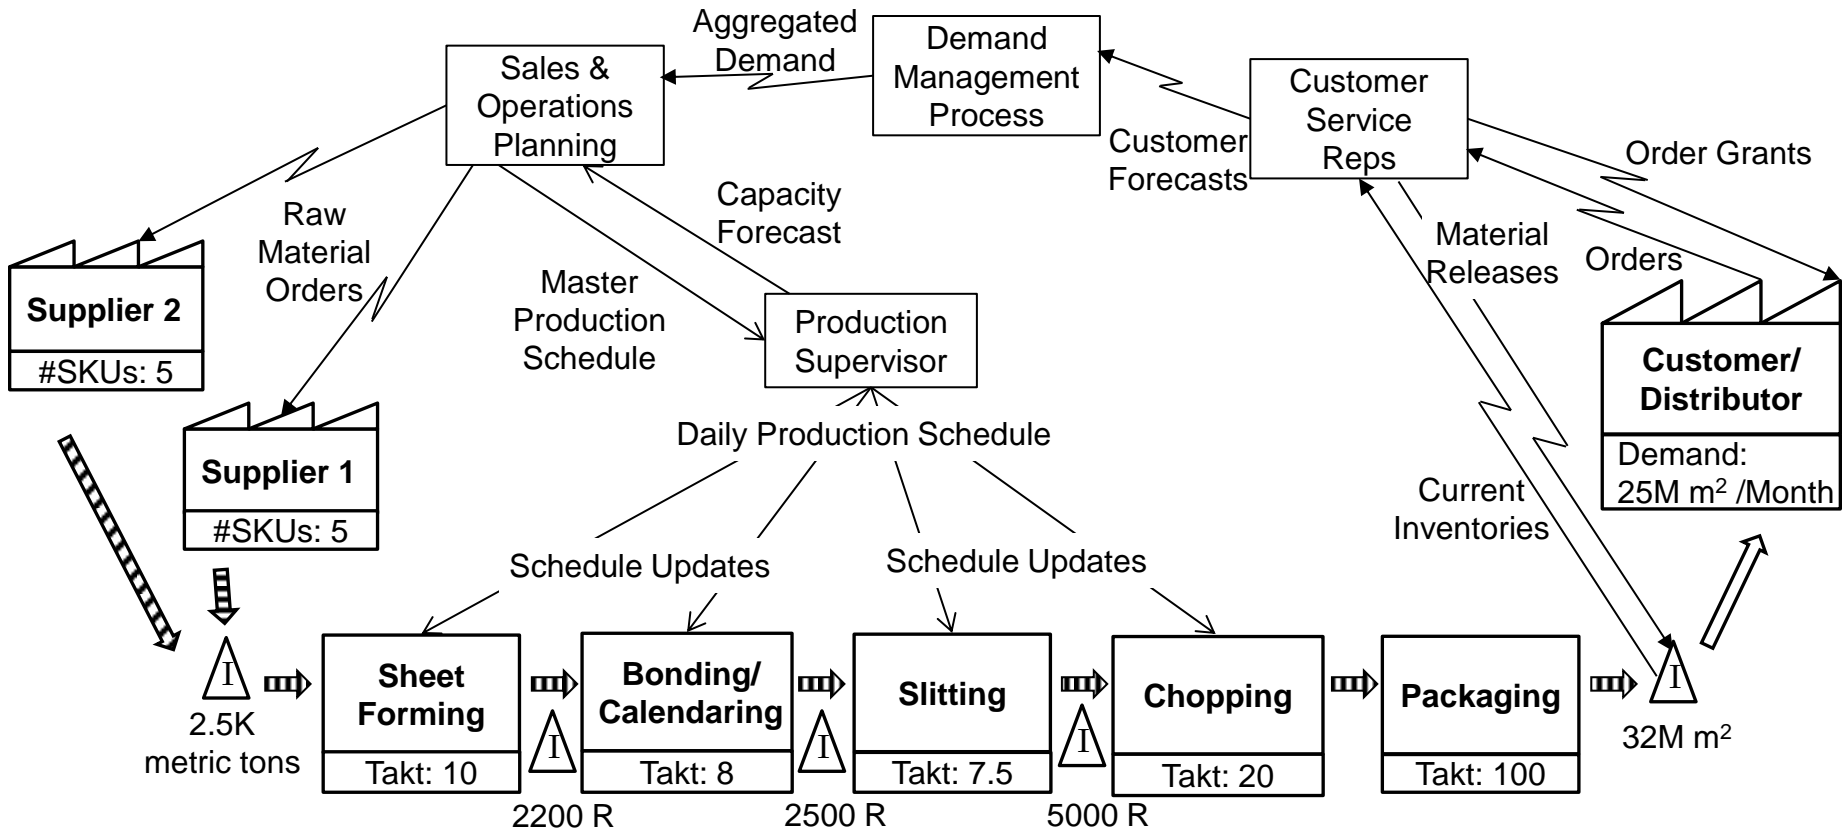 Aggregated
Demand
Demand
Management
Process
Sales &
Operations
Planning
Customer
Service
Reps
Customer
Forecasts
Order Grants
Raw
Material
Orders
Capacity
Forecast
Material
Releases
Orders
Master
Production
Schedule
Production
Supervisor
Supplier 2
#SKUs: 5
Customer/
Distributor
Demand:
25M m² /Month
Supplier 1
#SKUs: 5
Daily Production Schedule
Current
Inventories
Schedule Updates
Schedule Updates
I
2.5K
metric tons
Sheet
Forming
Takt: 10
I
2200 R
Bonding/
Calendaring
Takt: 8
I
2500 R
Slitting
Takt: 7.5
I
5000 R
Chopping
Takt: 20
Packaging
Takt: 100
I
32M m²